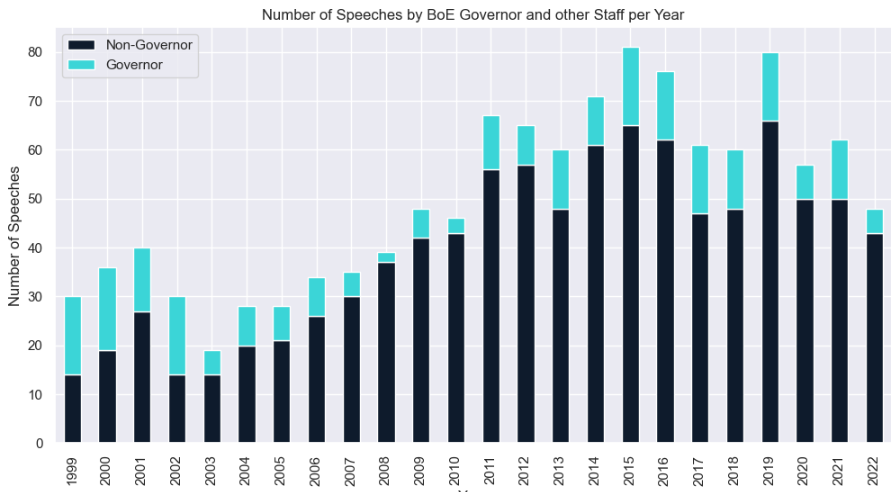 Number of Speeches by BoE Governor and other Staff per Year
Non-Governor
Governor
Number of Speeches
80
70
60
50
40
30
20
10
0
1999 2000 2001 2002 2003 2004 2005 2006 2007 2008 2009 2010 2011 2012 2013 2014 2015 2016 2017 2018 2019 2020 2021 2022